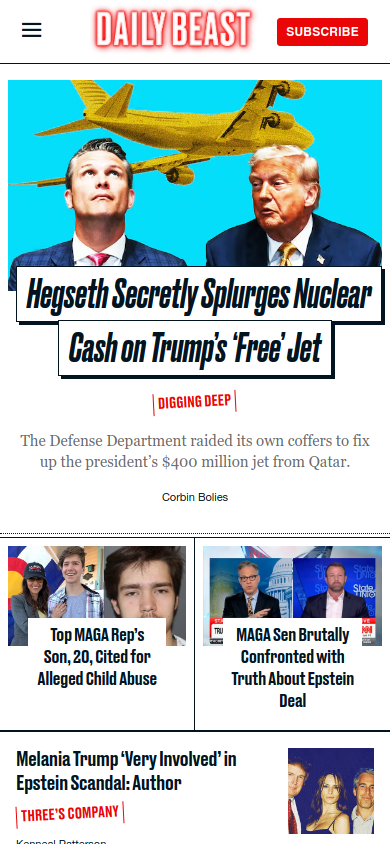 DAILY BEAST
SUBSCRIBE
Hegseth Secretly Splurges Nuclear
Cash on Trump's ‘Free’ Jet
DIGGING DEEP
The Defense Department raided its own coffers to fix
up the president's $400 million jet from Qatar.
Corbin Bolies
Top MAGA Rep's
Son, 20, Cited for
Alleged Child Abuse
State
UNION
MAGA Sen Brutally
Confronted with
Truth About Epstein
Deal
Melania Trump ‘Very Involved’ in
Epstein Scandal: Author
THREE'S COMPANY